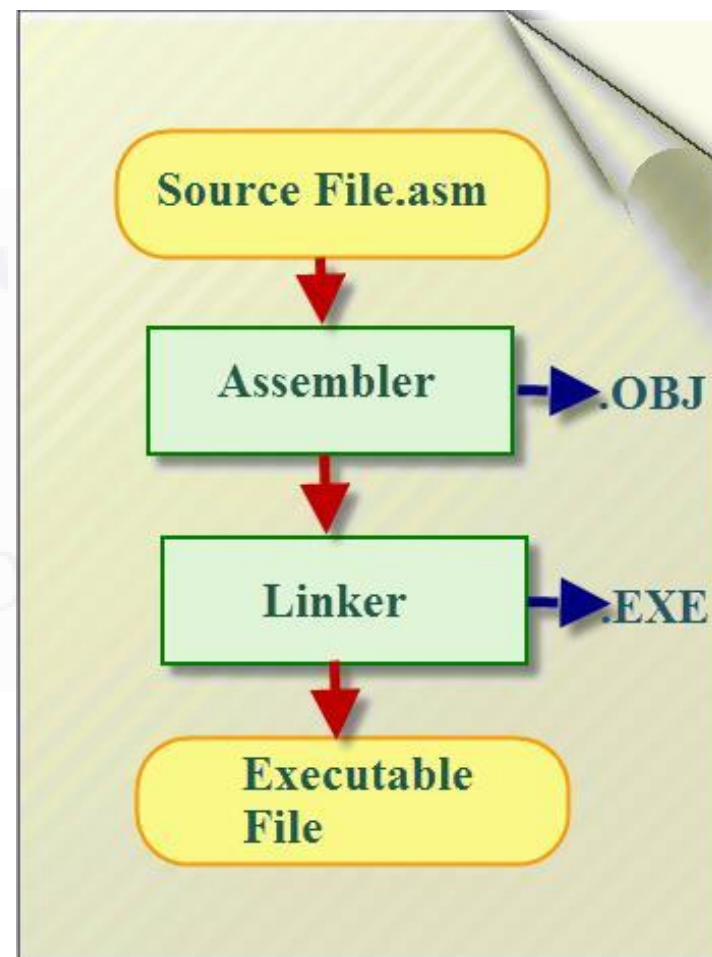 Source File.asm
Assembler
.OBJ
Linker
.EXE
Executable
File